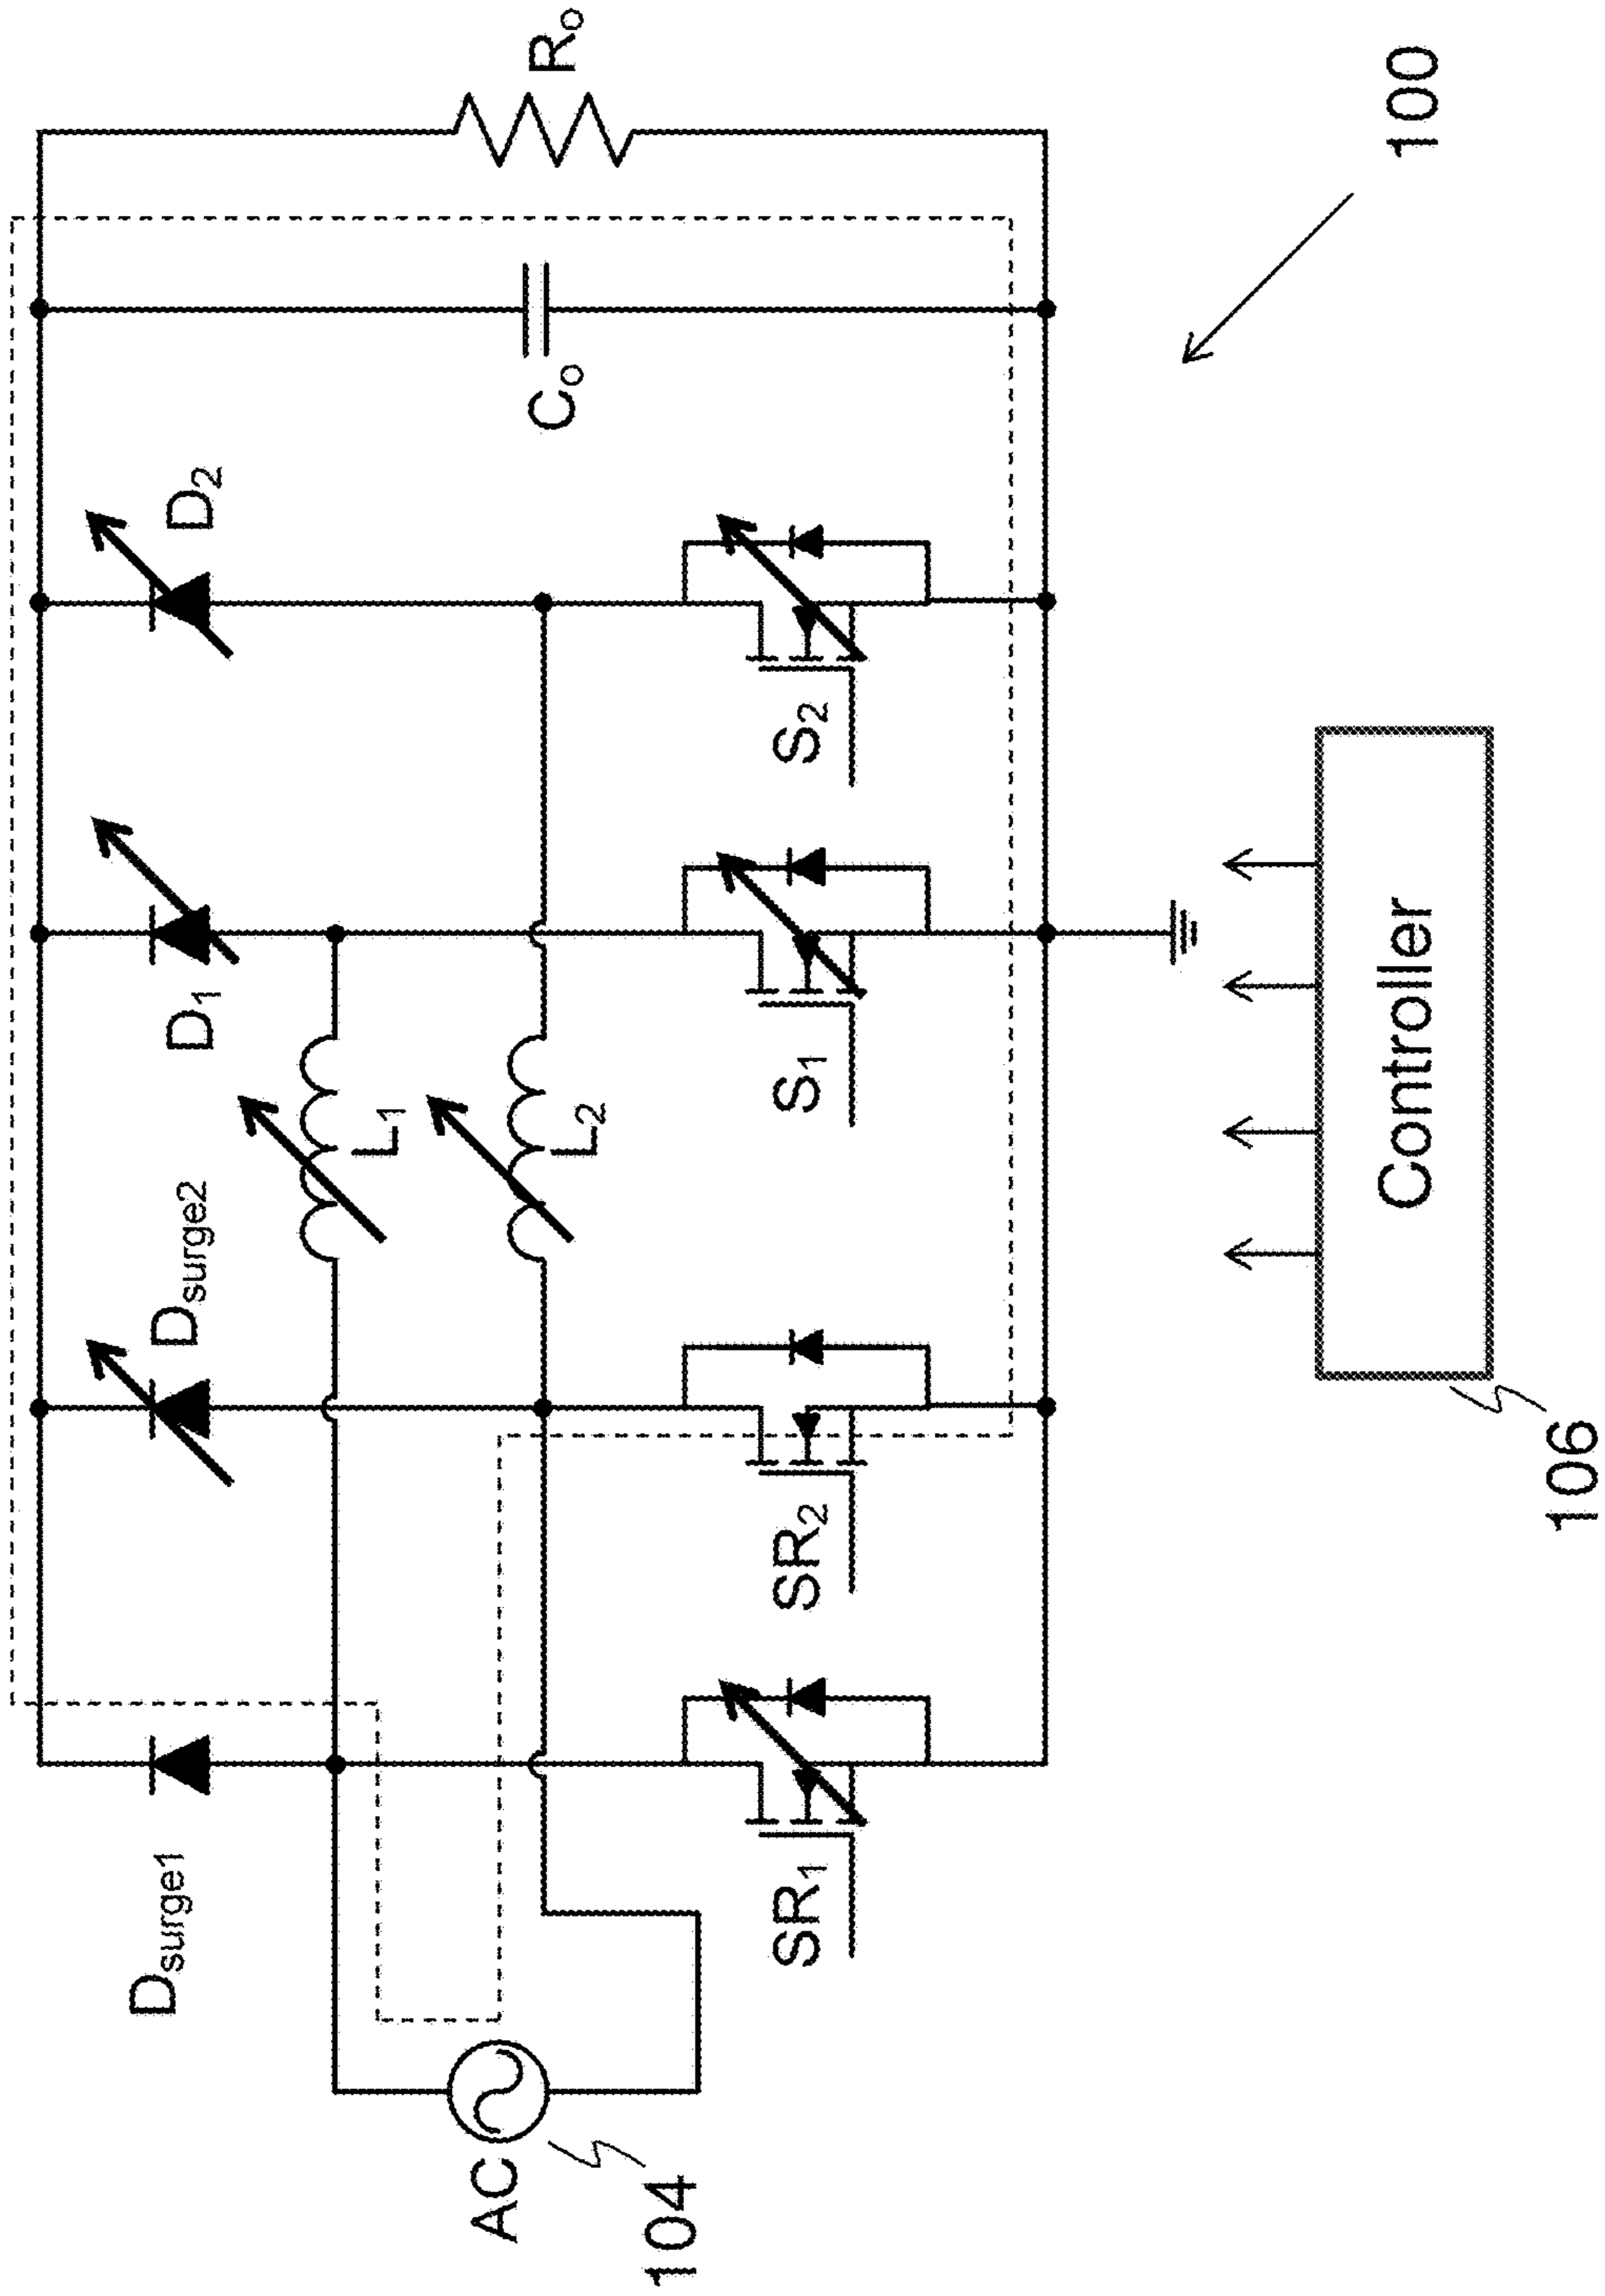 D₂
D₁
Dsurge2
Dsurge1
Rₒ
Cₒ
L₁
L₂
AC
104
S₂
S₁
SR₂
SR₁
100
Controller
106